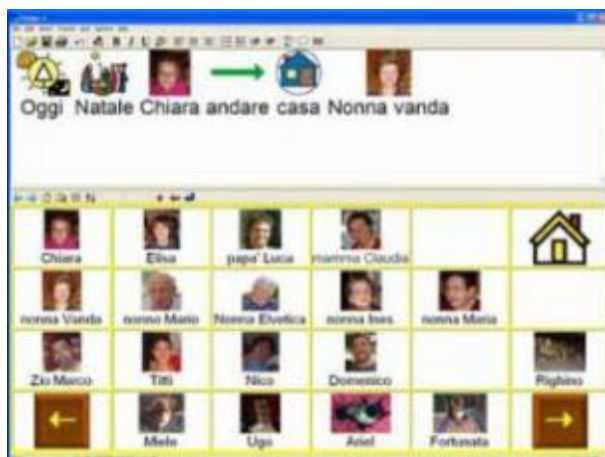 Oggi Natale Chiara andare casa Nonna vanda
Chiara Elisa papa' Luca mamma Claudia
nonna Vanda nonno Mario Nonna Elvetica nonna Ines nonna Maria
Zio Marco Titti Nico Domenico Righino
Miele Ugo Ariel Fortunata